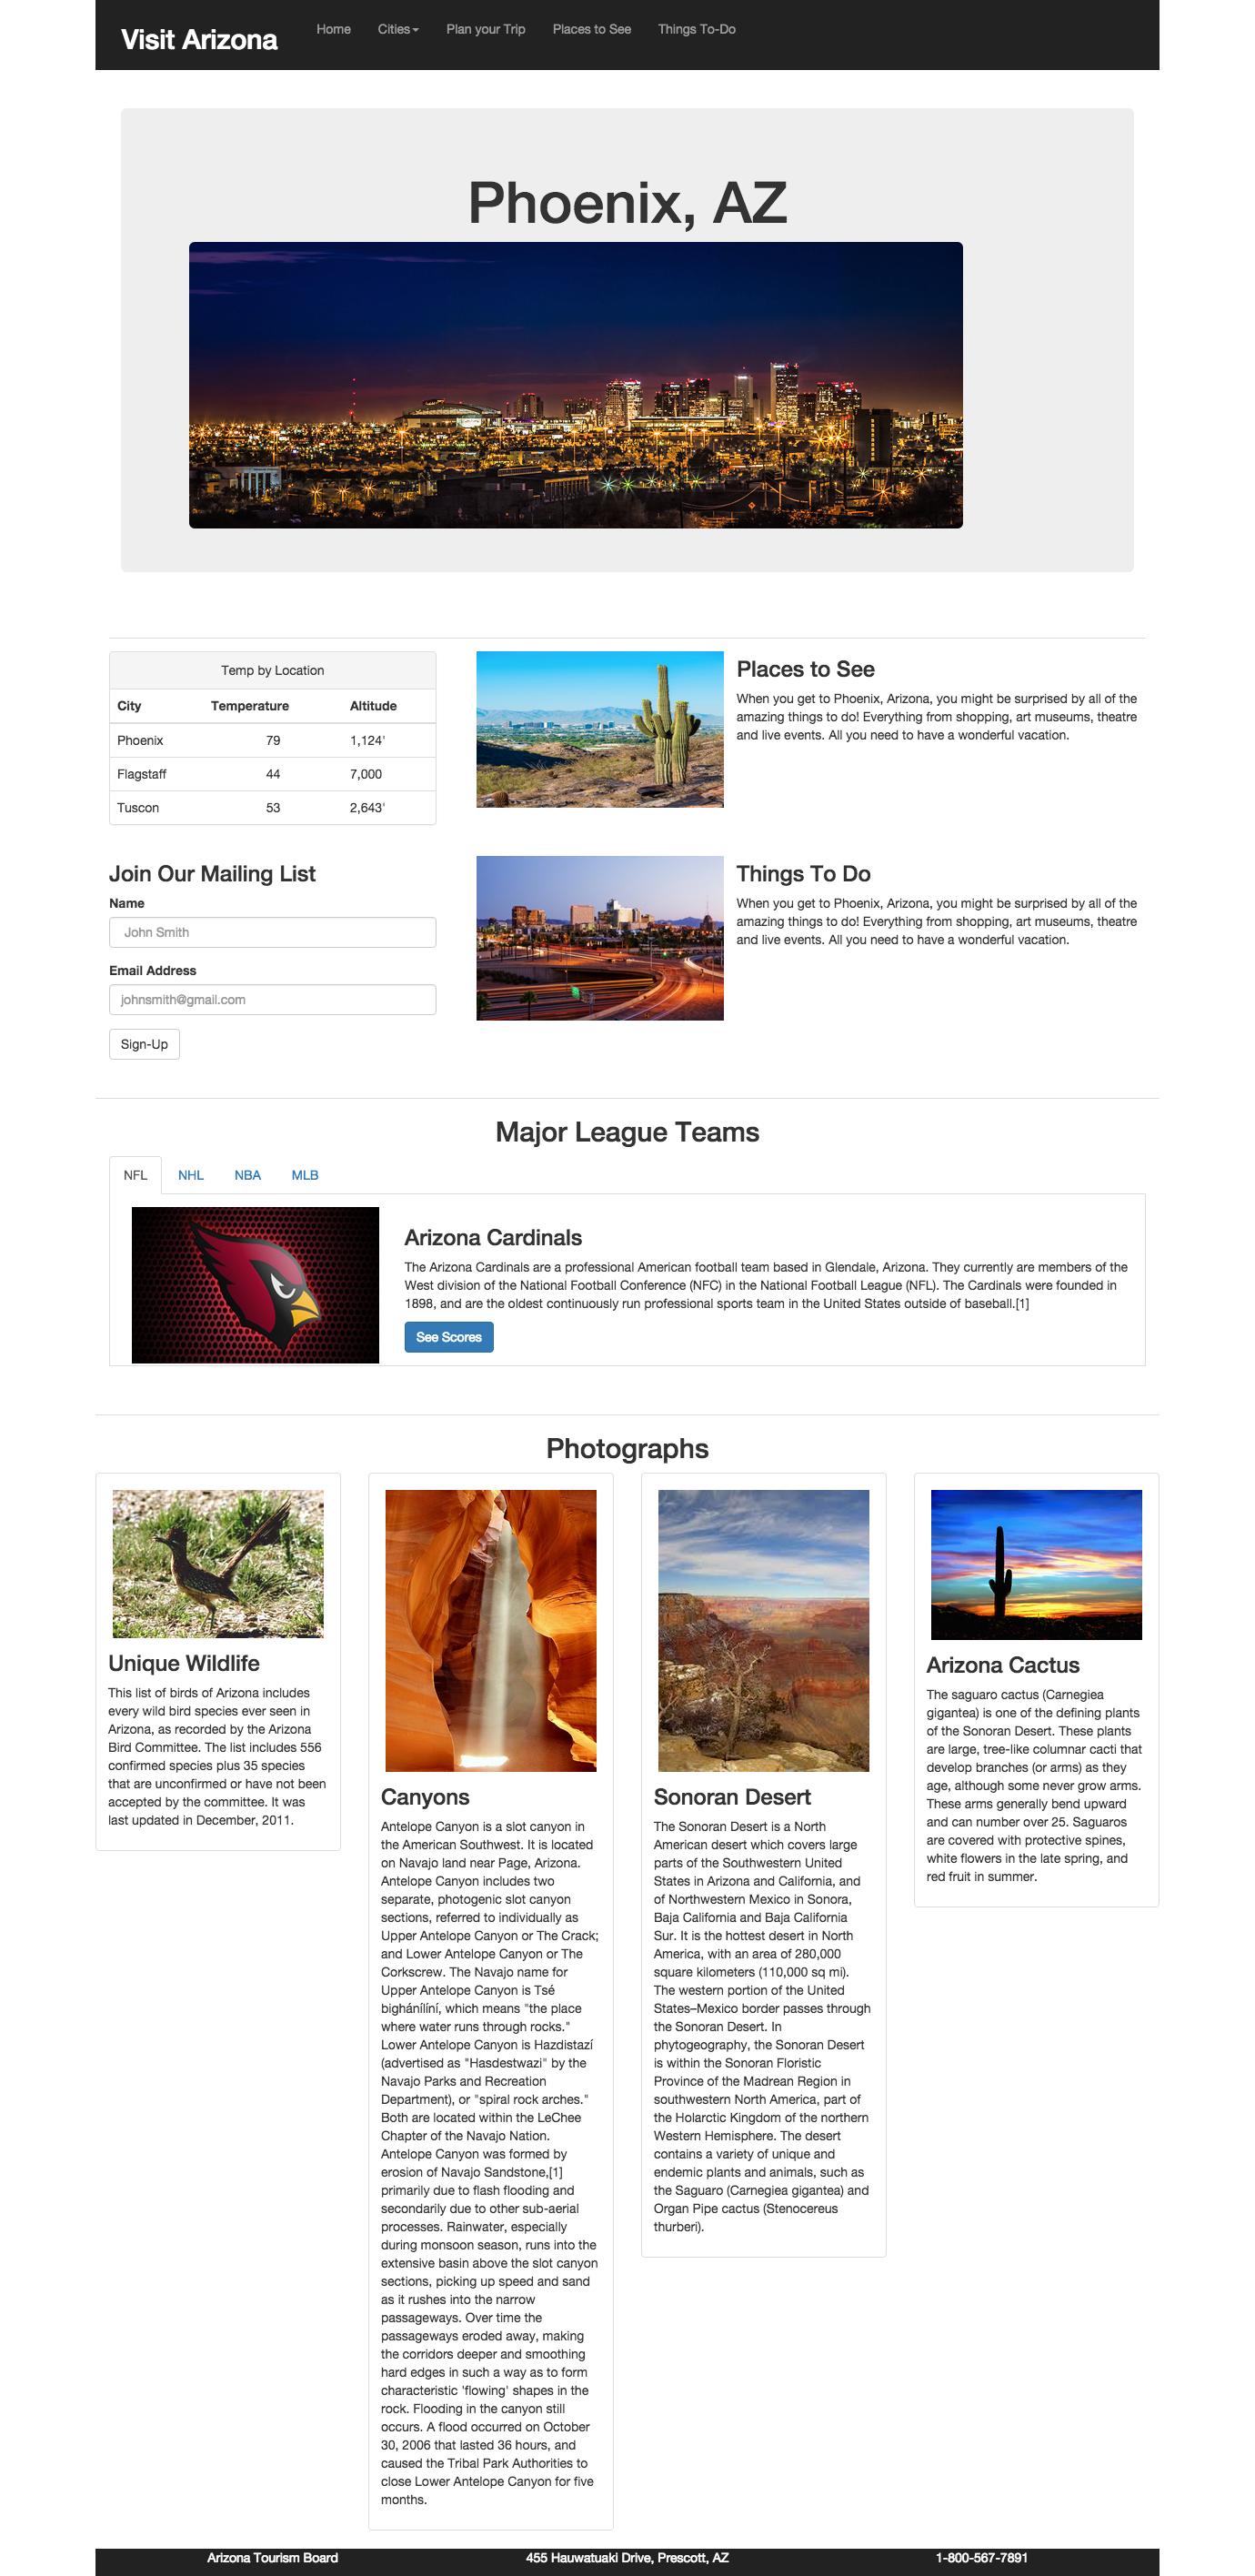 Visit Arizona
Home Cities Plan your Trip Places to See Things To-Do
Phoenix, AZ
Temp by Location
City Temperature Altitude
Phoenix 79 1,124'
Flagstaff 44 7,000
Tuscon 53 2,643'
Places to See
When you get to Phoenix, Arizona, you might be surprised by all of the
amazing things to do! Everything from shopping, art museums, theatre
and live events. All you need to have a wonderful vacation.
Join Our Mailing List
Name
John Smith
Email Address
johnsmith@gmail.com
Sign-Up
Things To Do
When you get to Phoenix, Arizona, you might be surprised by all of the
amazing things to do! Everything from shopping, art museums, theatre
and live events. All you need to have a wonderful vacation.
Major League Teams
NFL NHL NBA MLB
Arizona Cardinals
The Arizona Cardinals are a professional American football team based in Glendale, Arizona. They currently are members of the
West division of the National Football Conference (NFC) in the National Football League (NFL). The Cardinals were founded in
1898, and are the oldest continuously run professional sports team in the United States outside of baseball.[1]
See Scores
Photographs
Unique Wildlife
This list of birds of Arizona includes
every wild bird species ever seen in
Arizona, as recorded by the Arizona
Bird Committee. The list includes 556
confirmed species plus 35 species
that are unconfirmed or have not been
accepted by the committee. It was
last updated in December, 2011.
Canyons
Antelope Canyon is a slot canyon in
the American Southwest. It is located
on Navajo land near Page, Arizona.
Antelope Canyon includes two
separate, photogenic slot canyon
sections, referred to individually as
Upper Antelope Canyon or The Crack;
and Lower Antelope Canyon or The
Corkscrew. The Navajo name for
Upper Antelope Canyon is Tsé
bighánílíní, which means "the place
where water runs through rocks."
Lower Antelope Canyon is Hazdistazí
(advertised as "Hasdestwazi" by the
Navajo Parks and Recreation
Department), or "spiral rock arches."
Both are located within the LeChee
Chapter of the Navajo Nation.
Antelope Canyon was formed by
erosion of Navajo Sandstone,[1]
primarily due to flash flooding and
secondarily due to other sub-aerial
processes. Rainwater, especially
during monsoon season, runs into the
extensive basin above the slot canyon
sections, picking up speed and sand
as it rushes into the narrow
passageways. Over time the
passageways eroded away, making
the corridors deeper and smoothing
hard edges in such a way as to form
characteristic 'flowing' shapes in the
rock. Flooding in the canyon still
occurs. A flood occurred on October
30, 2006 that lasted 36 hours, and
caused the Tribal Park Authorities to
close Lower Antelope Canyon for five
months.
Sonoran Desert
The Sonoran Desert is a North
American desert which covers large
parts of the Southwestern United
States in Arizona and California, and
of Northwestern Mexico in Sonora,
Baja California and Baja California
Sur. It is the hottest desert in North
America, with an area of 280,000
square kilometers (110,000 sq mi).
The western portion of the United
States–Mexico border passes through
the Sonoran Desert. In
phytogeography, the Sonoran Desert
is within the Sonoran Floristic
Province of the Madrean Region in
southwestern North America, part of
the Holarctic Kingdom of the northern
Western Hemisphere. The desert
contains a variety of unique and
endemic plants and animals, such as
the Saguaro (Carnegiea gigantea) and
Organ Pipe cactus (Stenocereus
thurberi).
Arizona Cactus
The saguaro cactus (Carnegiea
gigantea) is one of the defining plants
of the Sonoran Desert. These plants
are large, tree-like columnar cacti that
develop branches (or arms) as they
age, although some never grow arms.
These arms generally bend upward
and can number over 25. Saguaros
are covered with protective spines,
white flowers in the late spring, and
red fruit in summer.
Arizona Tourism Board 455 Hauwatuaki Drive, Prescott, AZ 1-800-567-7891